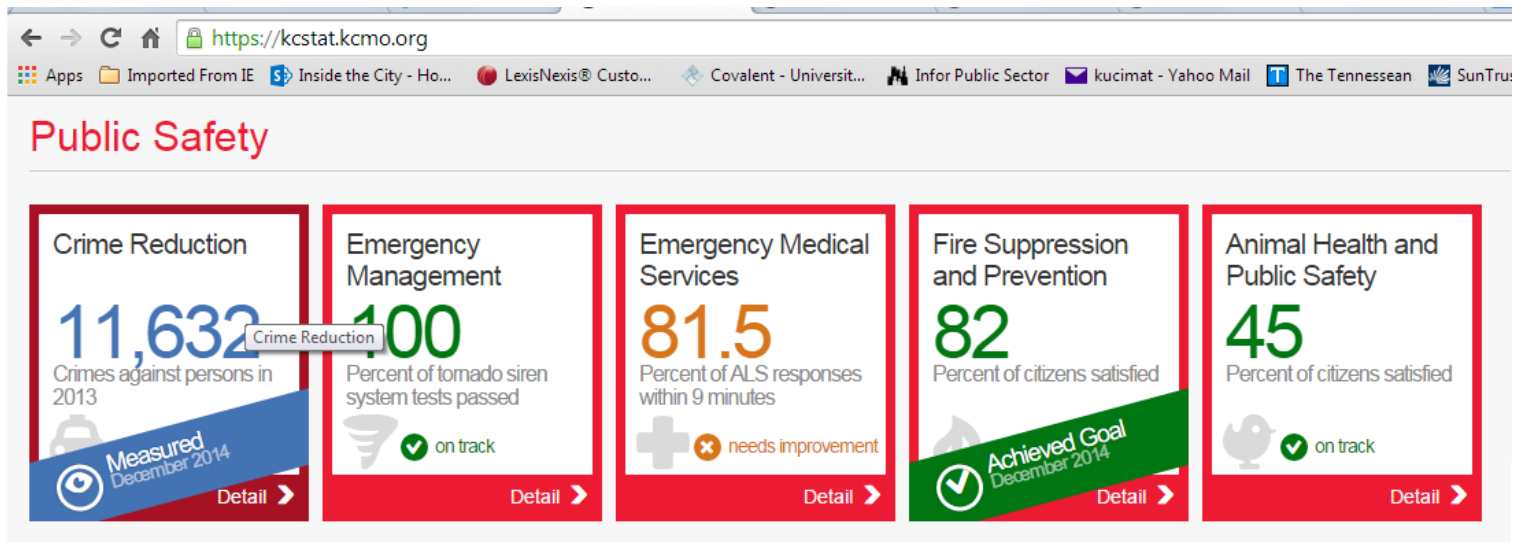 https://kcstat.kcmo.org
Apps Imported From IE Inside the City - Ho... LexisNexis® Custo... Covalent - Universit... Infor Public Sector kucimat - Yahoo Mail The Tennessean SunTrus
Public Safety
Crime Reduction
11,632
Crimes against persons in
2013
Measured
December 2014
Detail
Crime Reduction
Emergency
Management
100
Percent of tornado siren
system tests passed
on track
Detail
Emergency Medical
Services
81.5
Percent of ALS responses
within 9 minutes
needs improvement
Detail
Fire Suppression
and Prevention
82
Percent of citizens satisfied
Achieved Goal
December 2014
Detail
Animal Health and
Public Safety
45
Percent of citizens satisfied
on track
Detail